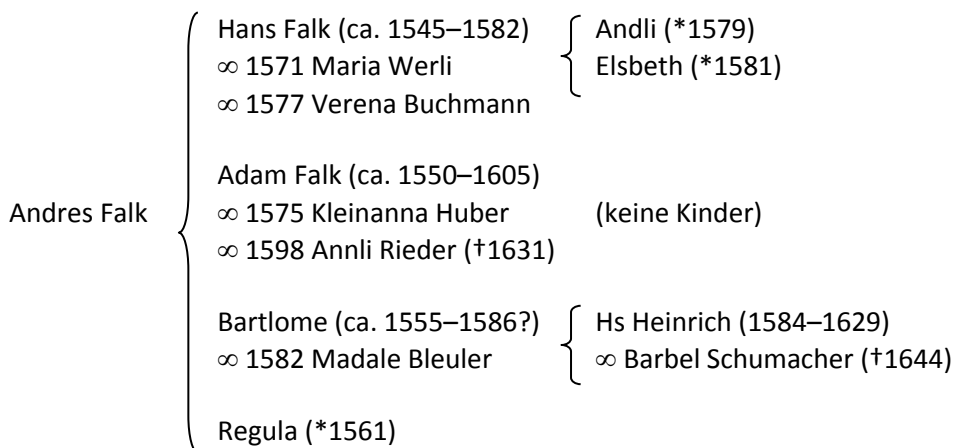 Andres Falk
Hans Falk (ca. 1545–1582)
∞ 1571 Maria Werli
∞ 1577 Verena Buchmann
Andli (*1579)
Elsbeth (*1581)
Adam Falk (ca. 1550–1605)
∞ 1575 Kleinanna Huber
∞ 1598 Annli Rieder (†1631)
(keine Kinder)
Bartlome (ca. 1555–1586?)
∞ 1582 Madale Bleuler
Hs Heinrich (1584–1629)
∞ Barbel Schumacher (†1644)
Regula (*1561)